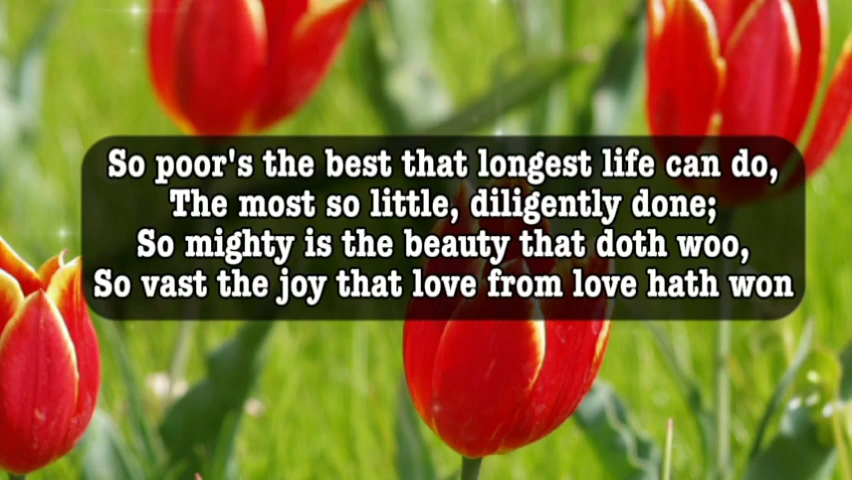 So poor's the best that longest life can do,
The most so little, diligently done;
So mighty is the beauty that doth woo,
So vast the joy that love from love hath won